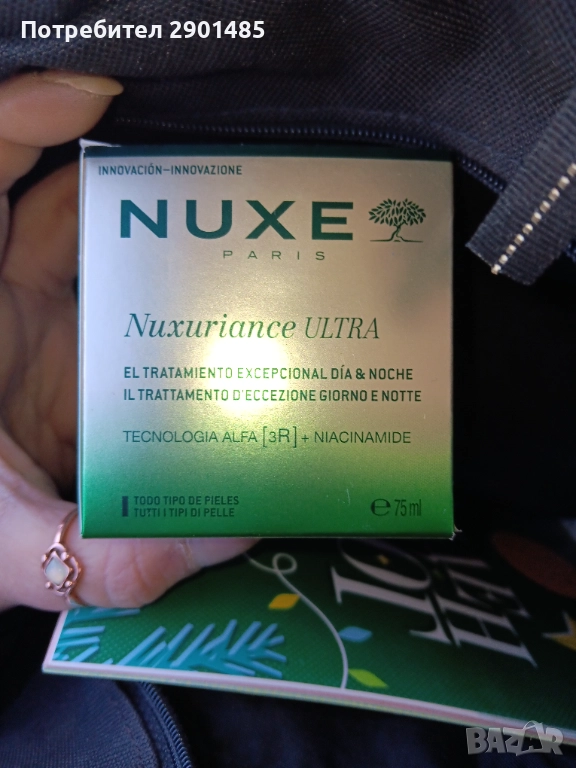 Потребител 2901485
INNOVACIÓN–INNOVAZIONE
NUXE
PARIS
Nuxuriance ULTRA
EL TRATAMIENTO EXCEPCIONAL DÍA & NOCHE
IL TRATTAMENTO D'ECCEZIONE GIORNO E NOTTE
TECNOLOGIA ALFA [3R] + NIACINAMIDE
TODO TIPO DE PIELES
TUTTI I TIPI DI PELLE
℮ 75 ml
BAZAR